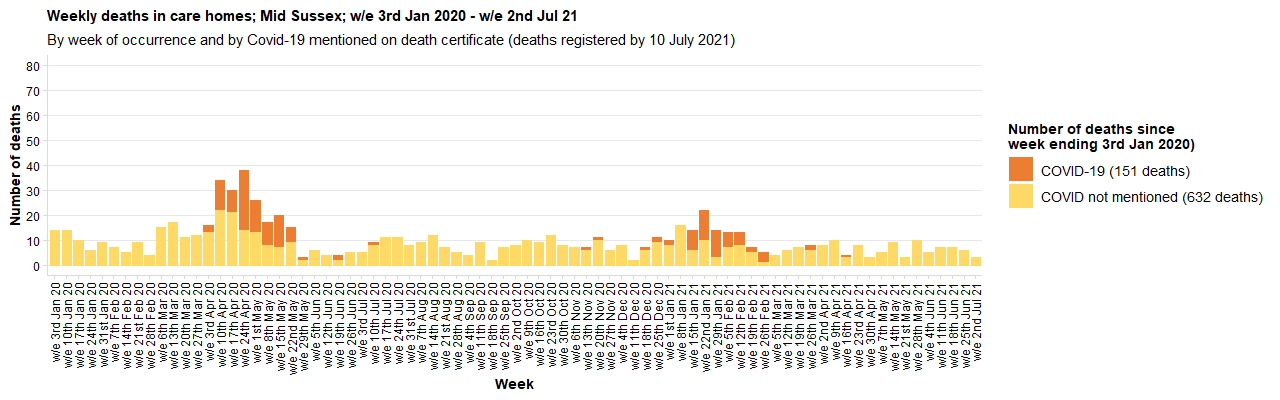 Weekly deaths in care homes; Mid Sussex; w/e 3rd Jan 2020 - w/e 2nd Jul 21
By week of occurrence and by Covid-19 mentioned on death certificate (deaths registered by 10 July 2021)
80
70
60
50
40
30
20
10
0
Number of deaths
w/e 3rd Jan 20
w/e 10th Jan 20
w/e 17th Jan 20
w/e 24th Jan 20
w/e 31st Jan 20
w/e 7th Feb 20
w/e 14th Feb 20
w/e 21st Feb 20
w/e 28th Feb 20
w/e 6th Mar 20
w/e 13th Mar 20
w/e 20th Mar 20
w/e 27th Mar 20
w/e 3rd Apr 20
w/e 10th Apr 20
w/e 17th Apr 20
w/e 24th Apr 20
w/e 1st May 20
w/e 8th May 20
w/e 15th May 20
w/e 22nd May 20
w/e 29th May 20
w/e 5th Jun 20
w/e 12th Jun 20
w/e 19th Jun 20
w/e 26th Jun 20
w/e 3rd Jul 20
w/e 10th Jul 20
w/e 17th Jul 20
w/e 24th Jul 20
w/e 31st Jul 20
w/e 7th Aug 20
w/e 14th Aug 20
w/e 21st Aug 20
w/e 28th Aug 20
w/e 4th Sep 20
w/e 11th Sep 20
w/e 18th Sep 20
w/e 25th Sep 20
w/e 2nd Oct 20
w/e 9th Oct 20
w/e 16th Oct 20
w/e 23rd Oct 20
w/e 30th Oct 20
w/e 6th Nov 20
w/e 13th Nov 20
w/e 20th Nov 20
w/e 27th Nov 20
w/e 4th Dec 20
w/e 11th Dec 20
w/e 18th Dec 20
w/e 25th Dec 20
w/e 1st Jan 21
w/e 8th Jan 21
w/e 15th Jan 21
w/e 22nd Jan 21
w/e 29th Jan 21
w/e 5th Feb 21
w/e 12th Feb 21
w/e 19th Feb 21
w/e 26th Feb 21
w/e 5th Mar 21
w/e 12th Mar 21
w/e 19th Mar 21
w/e 26th Mar 21
w/e 2nd Apr 21
w/e 9th Apr 21
w/e 16th Apr 21
w/e 23rd Apr 21
w/e 30th Apr 21
w/e 7th May 21
w/e 14th May 21
w/e 21st May 21
w/e 28th May 21
w/e 4th Jun 21
w/e 11th Jun 21
w/e 18th Jun 21
w/e 25th Jun 21
w/e 2nd Jul 21
Week
Number of deaths since
week ending 3rd Jan 2020)
COVID-19 (151 deaths)
COVID not mentioned (632 deaths)